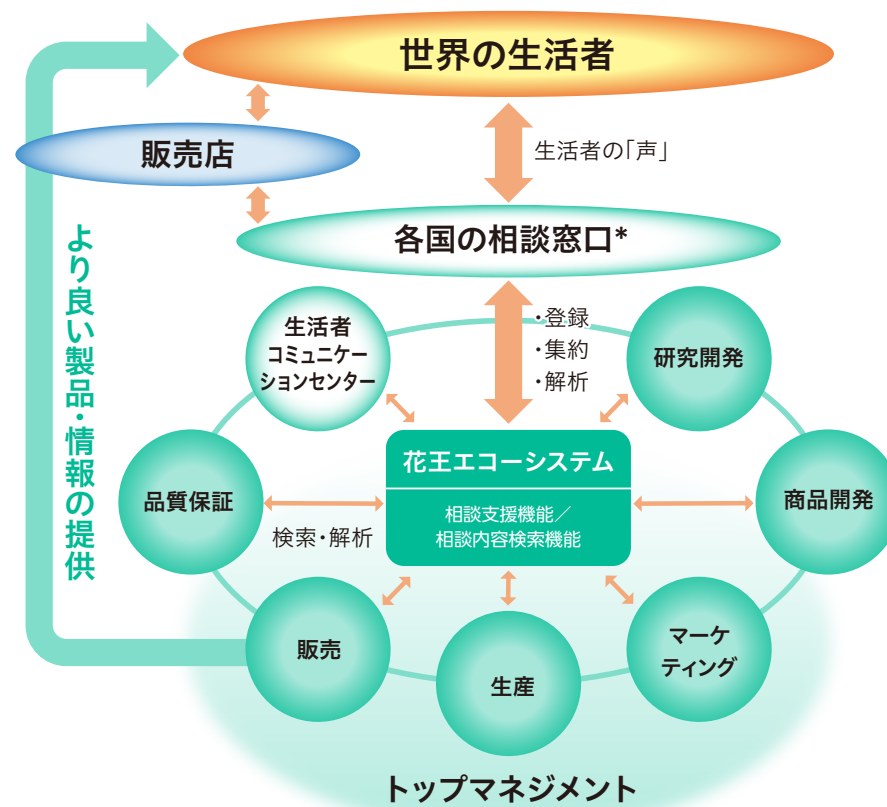 世界の生活者
販売店
生活者の「声」
各国の相談窓口*
より良い製品・情報の提供
・登録
・集約
・解析
生活者
コミュニケー
ションセンター
研究開発
花王エコーシステム
相談支援機能／
相談内容検索機能
品質保証
検索・解析
商品開発
販売
生産
マーケ
ティング
トップマネジメント